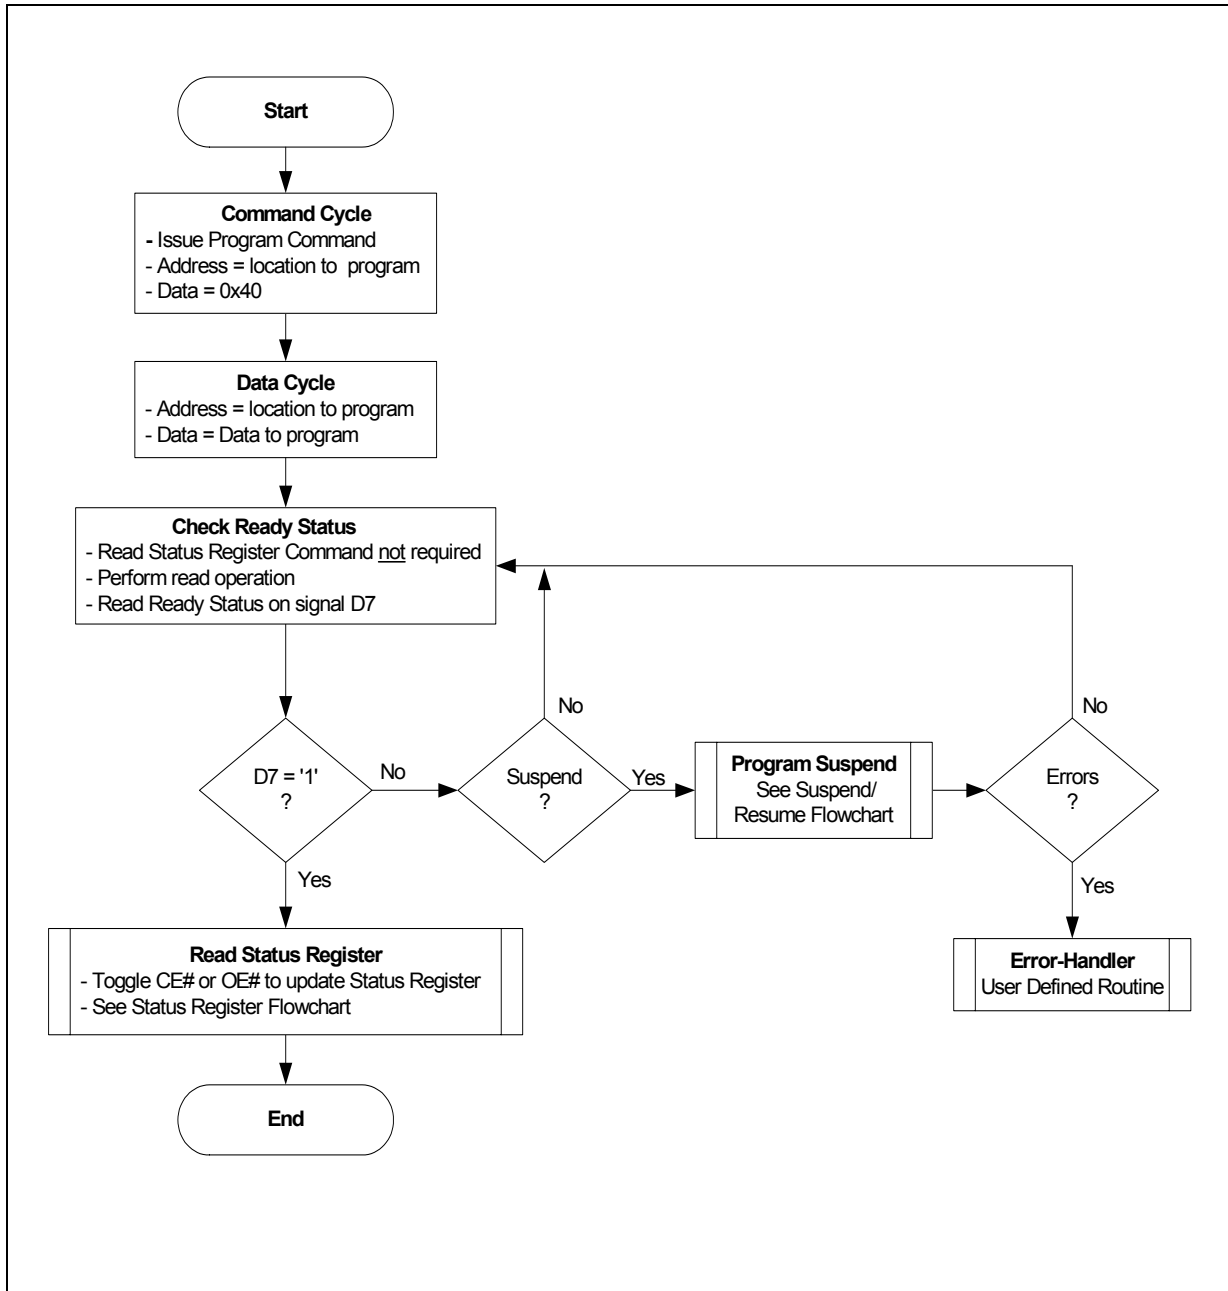 Start
Command Cycle
- Issue Program Command
- Address = location to program
- Data = 0x40
Data Cycle
- Address = location to program
- Data = Data to program
Check Ready Status
- Read Status Register Command not required
- Perform read operation
- Read Ready Status on signal D7
D7 = '1'
?
No
Suspend
?
No
Yes
Program Suspend
See Suspend/
Resume Flowchart
Errors
?
No
Yes
Error-Handler
User Defined Routine
Yes
Read Status Register
- Toggle CE# or OE# to update Status Register
- See Status Register Flowchart
End